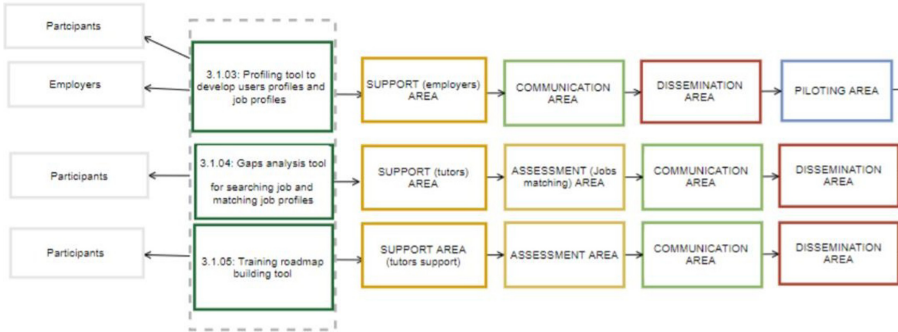 Partcipants
Employers
3.1.03: Profiling tool to
develop users profiles and
job profiles
SUPPORT (employers)
AREA
COMMUNICATION
AREA
DISSEMINATION
AREA
PILOTING AREA
Participants
3.1.04: Gaps analysis tool
for searching job and
matching job profiles
SUPPORT (tutors)
AREA
ASSESSMENT (Jobs
matching) AREA
COMMUNICATION
AREA
DISSEMINATION
AREA
Participants
3.1.05: Training roadmap
building tool
SUPPORT AREA
(tutors support)
ASSESSMENT AREA
COMMUNICATION
AREA
DISSEMINATION
AREA